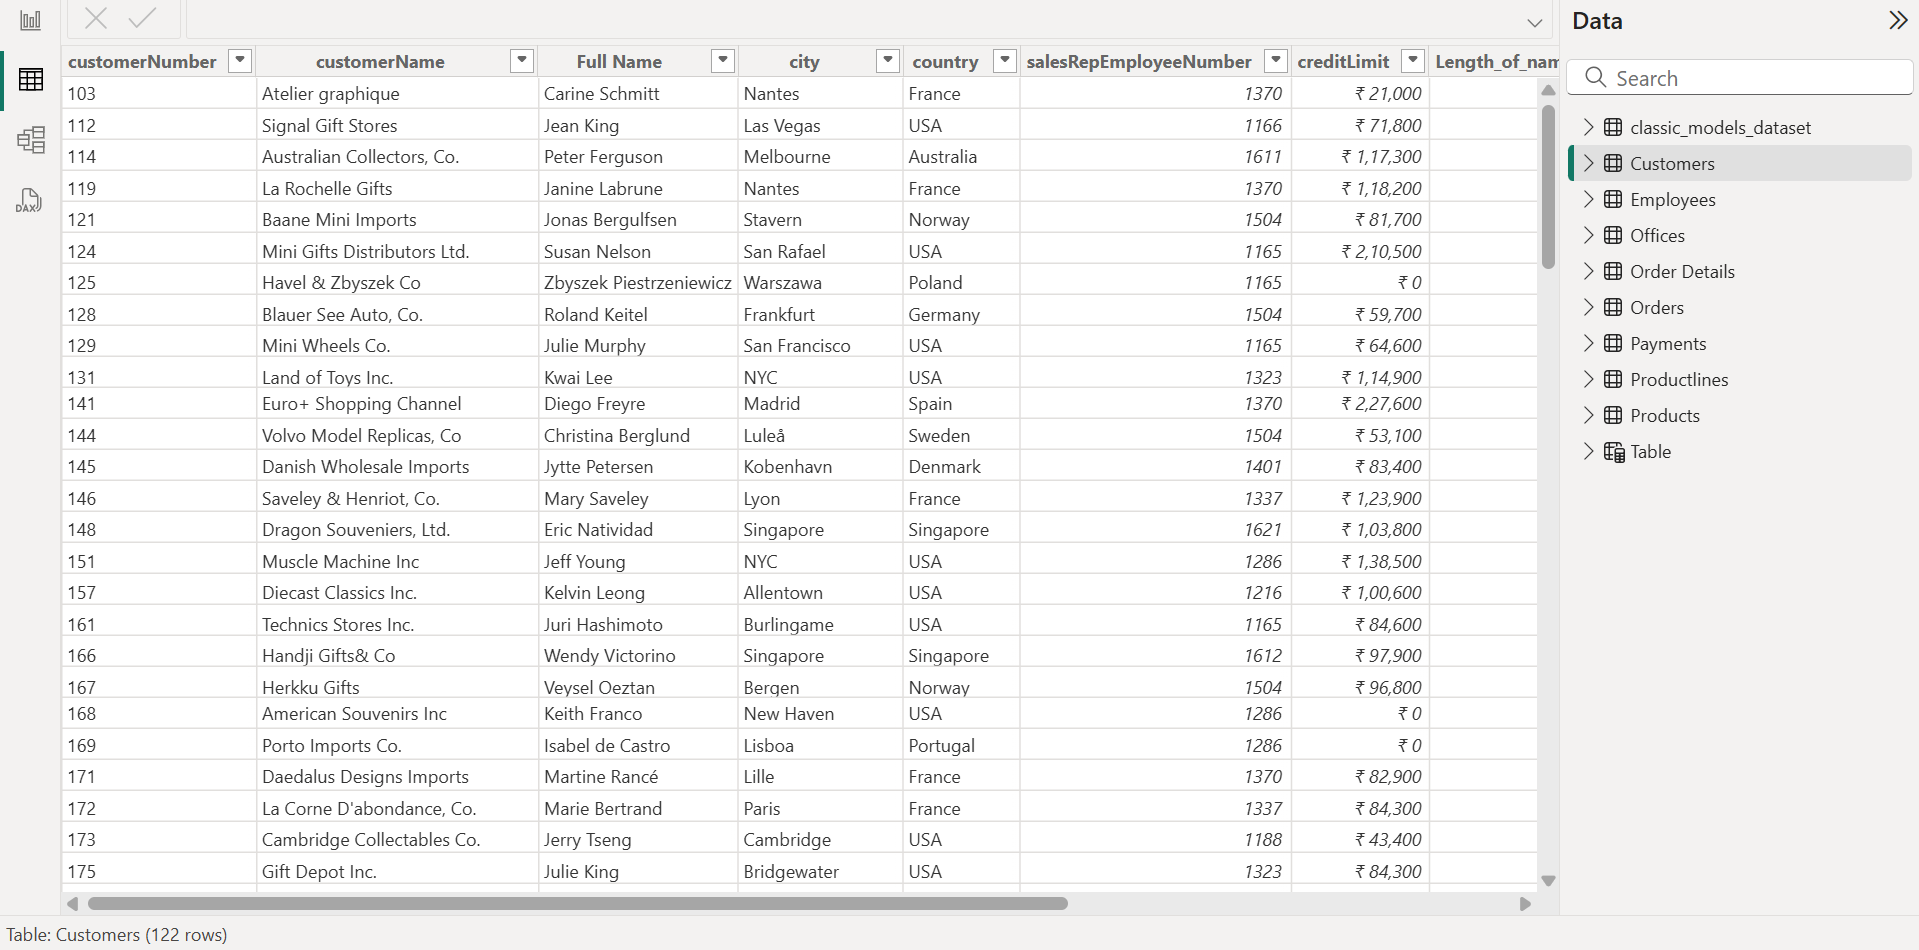 customerNumber customerName Full Name city country salesRepEmployeeNumber creditLimit Length_of_nam
103 Atelier graphique Carine Schmitt Nantes France 1370 ₹ 21,000
112 Signal Gift Stores Jean King Las Vegas USA 1166 ₹ 71,800
114 Australian Collectors, Co. Peter Ferguson Melbourne Australia 1611 ₹ 1,17,300
119 La Rochelle Gifts Janine Labrune Nantes France 1370 ₹ 1,18,200
121 Baane Mini Imports Jonas Bergulfsen Stavern Norway 1504 ₹ 81,700
124 Mini Gifts Distributors Ltd. Susan Nelson San Rafael USA 1165 ₹ 2,10,500
125 Havel & Zbyszek Co Zbyszek Piestrzeniewicz Warszawa Poland 1165 ₹ 0
128 Blauer See Auto, Co. Roland Keitel Frankfurt Germany 1504 ₹ 59,700
129 Mini Wheels Co. Julie Murphy San Francisco USA 1165 ₹ 64,600
131 Land of Toys Inc. Kwai Lee NYC USA 1323 ₹ 1,14,900
141 Euro+ Shopping Channel Diego Freyre Madrid Spain 1370 ₹ 2,27,600
144 Volvo Model Replicas, Co Christina Berglund Luleå Sweden 1504 ₹ 53,100
145 Danish Wholesale Imports Jytte Petersen Kobenhavn Denmark 1401 ₹ 83,400
146 Saveley & Henriot, Co. Mary Saveley Lyon France 1337 ₹ 1,23,900
148 Dragon Souveniers, Ltd. Eric Natividad Singapore Singapore 1621 ₹ 1,03,800
151 Muscle Machine Inc Jeff Young NYC USA 1286 ₹ 1,38,500
157 Diecast Classics Inc. Kelvin Leong Allentown USA 1216 ₹ 1,00,600
161 Technics Stores Inc. Juri Hashimoto Burlingame USA 1165 ₹ 84,600
166 Handji Gifts& Co Wendy Victorino Singapore Singapore 1612 ₹ 97,900
167 Herkku Gifts Veysel Oeztan Bergen Norway 1504 ₹ 96,800
168 American Souvenirs Inc Keith Franco New Haven USA 1286 ₹ 0
169 Porto Imports Co. Isabel de Castro Lisboa Portugal 1286 ₹ 0
171 Daedalus Designs Imports Martine Rancé Lille France 1370 ₹ 82,900
172 La Corne D'abondance, Co. Marie Bertrand Paris France 1337 ₹ 84,300
173 Cambridge Collectables Co. Jerry Tseng Cambridge USA 1188 ₹ 43,400
175 Gift Depot Inc. Julie King Bridgewater USA 1323 ₹ 84,300
Table: Customers (122 rows)
DAX
Data
Search
classic_models_dataset
Customers
Employees
Offices
Order Details
Orders
Payments
Productlines
Products
Table